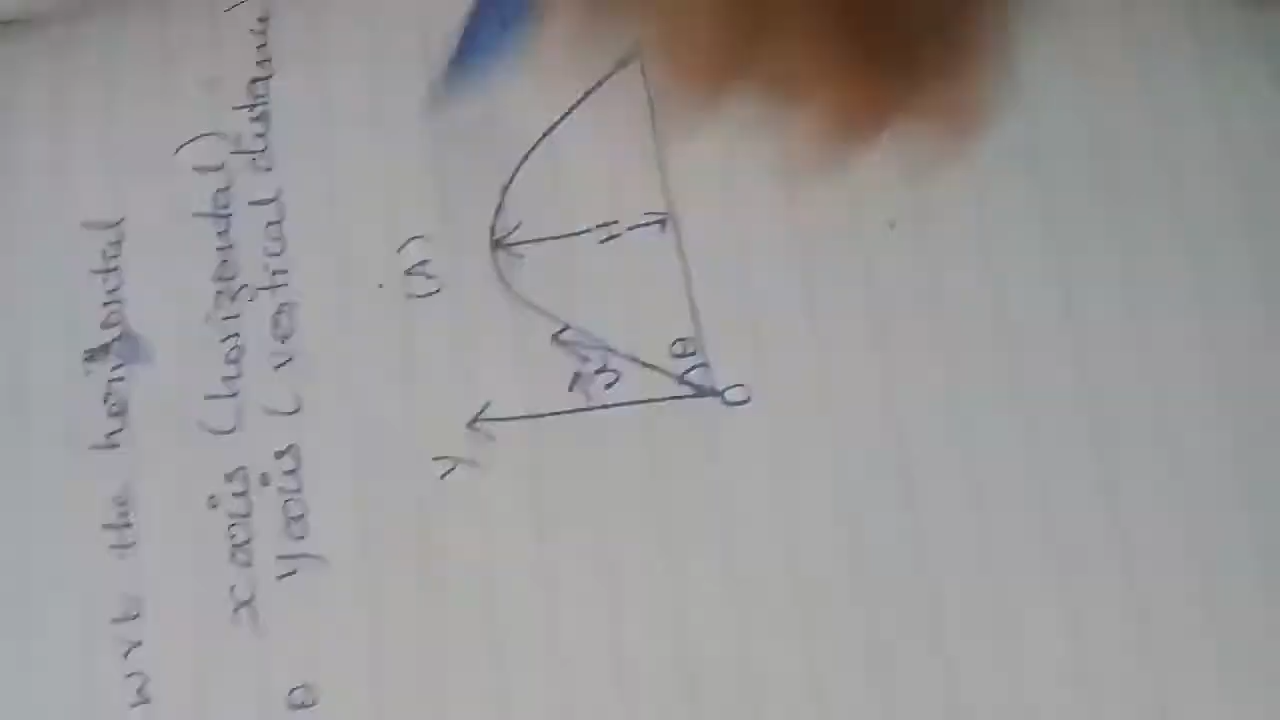 wrt the horizontal
x axis (horizontal)
θ y axis (vertical distance
(A)
y
u
H
θ
O